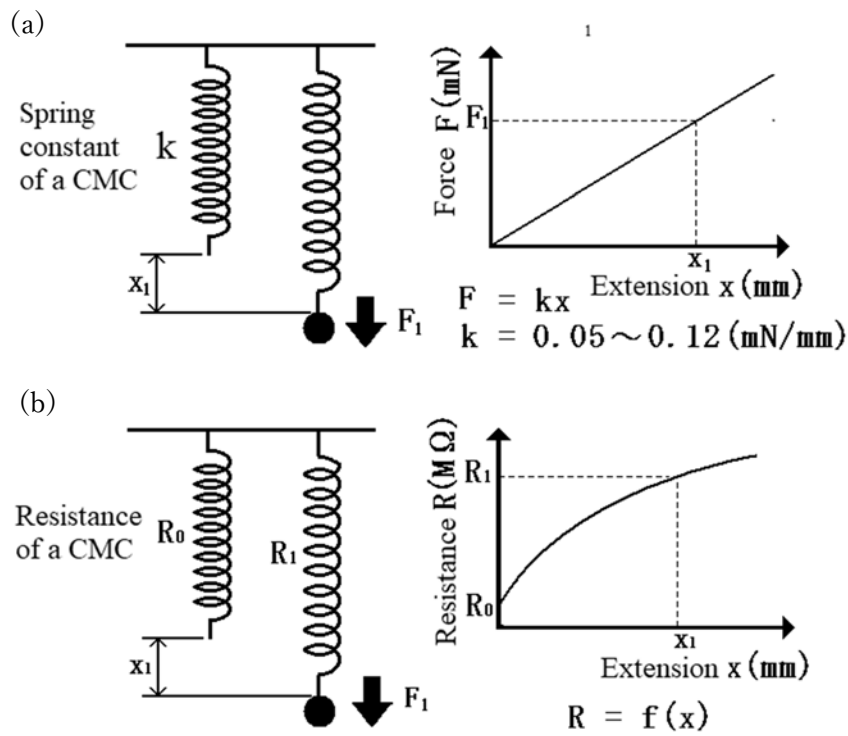 (a)
1
Spring
constant
of a CMC
k
x₁
F₁
Force F(mN)
F₁
x₁
Extension x(mm)
F = kx
k = 0.05～0.12(mN/mm)
(b)
Resistance
of a CMC
R₀
R₁
x₁
F₁
Resistance R(MΩ)
R₁
R₀
x₁
Extension x(mm)
R = f(x)